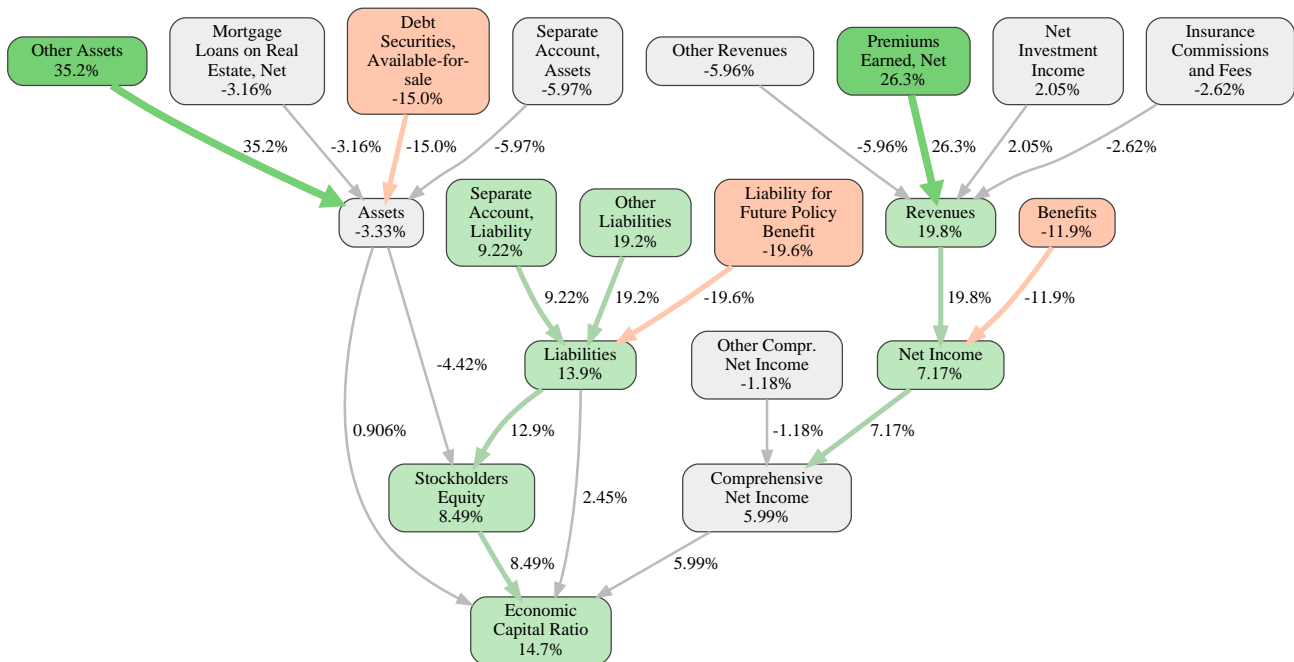 Other Assets
35.2%
Mortgage
Loans on Real
Estate, Net
-3.16%
Debt
Securities,
Available-for-
sale
-15.0%
Separate
Account,
Assets
-5.97%
Other Revenues
-5.96%
Premiums
Earned, Net
26.3%
Net
Investment
Income
2.05%
Insurance
Commissions
and Fees
-2.62%
35.2%
-3.16%
-15.0%
-5.97%
-5.96%
26.3%
2.05%
-2.62%
Assets
-3.33%
Separate
Account,
Liability
9.22%
Other
Liabilities
19.2%
Liability for
Future Policy
Benefit
-19.6%
Revenues
19.8%
Benefits
-11.9%
9.22%
19.2%
-19.6%
19.8%
-11.9%
-4.42%
Liabilities
13.9%
Other Compr.
Net Income
-1.18%
Net Income
7.17%
0.906%
12.9%
-1.18%
7.17%
Stockholders
Equity
8.49%
2.45%
Comprehensive
Net Income
5.99%
8.49%
5.99%
Economic
Capital Ratio
14.7%